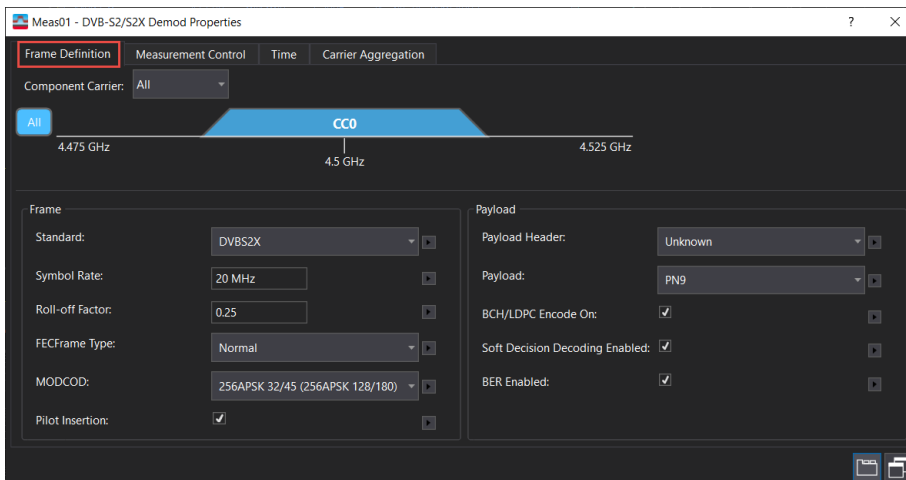 Meas01 - DVB-S2/S2X Demod Properties ? ×
Frame Definition Measurement Control Time Carrier Aggregation
Component Carrier: All
All CC0
4.475 GHz 4.5 GHz 4.525 GHz
Frame
Standard: DVBS2X
Symbol Rate: 20 MHz
Roll-off Factor: 0.25
FECFrame Type: Normal
MODCOD: 256APSK 32/45 (256APSK 128/180)
Pilot Insertion:
Payload
Payload Header: Unknown
Payload: PN9
BCH/LDPC Encode On:
Soft Decision Decoding Enabled:
BER Enabled: